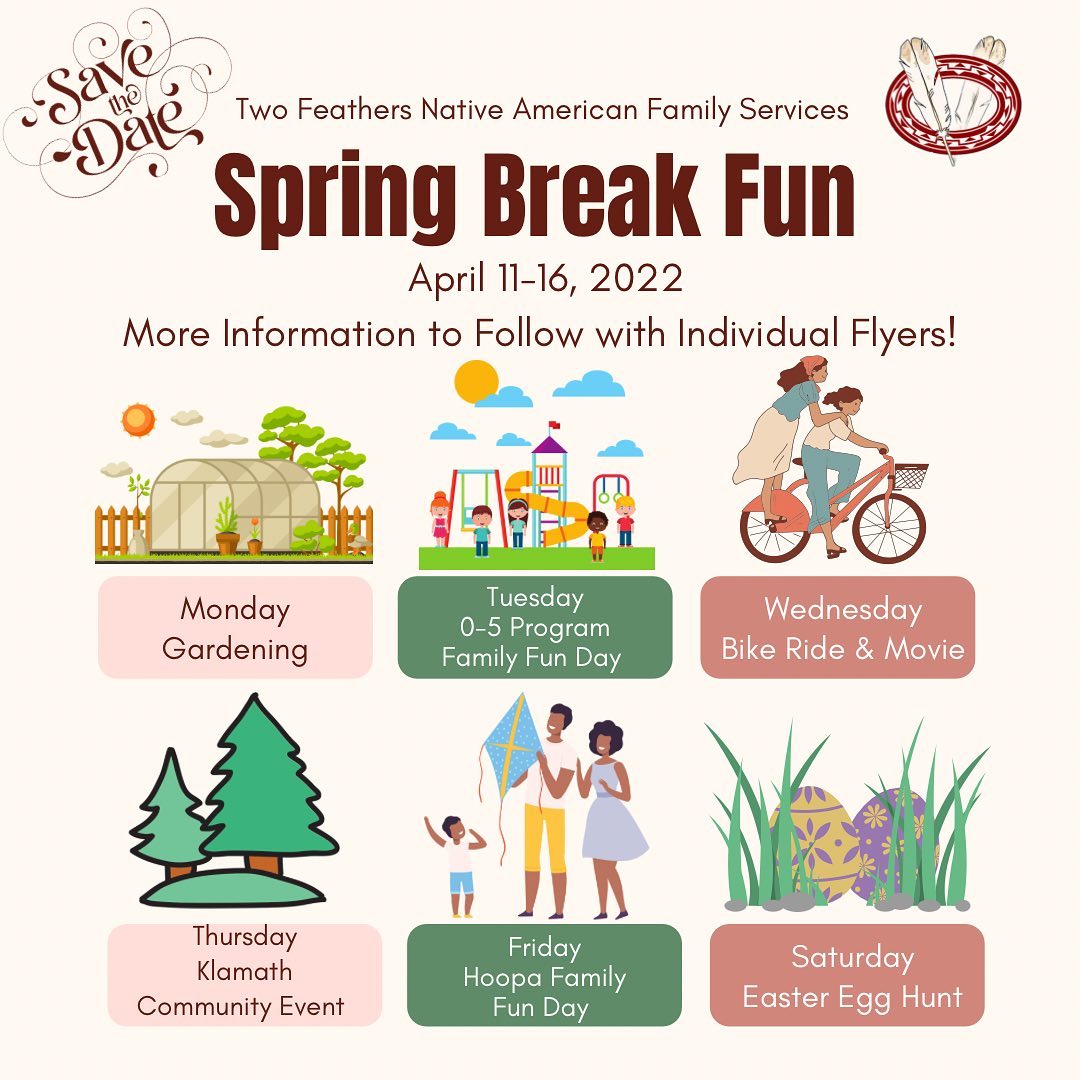 Save
the
Date
Two Feathers Native American Family Services
Spring Break Fun
April 11-16, 2022
More Information to Follow with Individual Flyers!
Monday
Gardening
Tuesday
0-5 Program
Family Fun Day
Wednesday
Bike Ride & Movie
Thursday
Klamath
Community Event
Friday
Hoopa Family
Fun Day
Saturday
Easter Egg Hunt